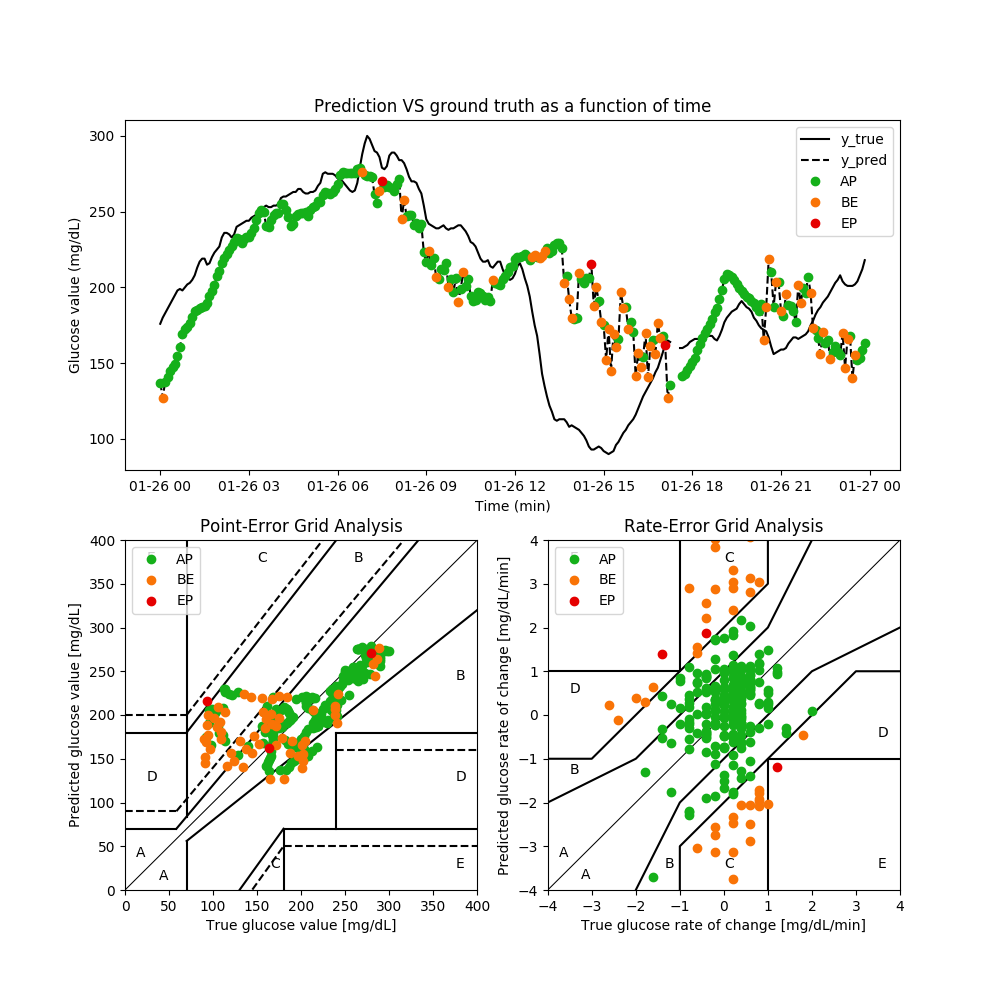 Prediction VS ground truth as a function of time
Glucose value (mg/dL)
300
250
200
150
100
y_true
y_pred
AP
BE
EP
01-26 00 01-26 03 01-26 06 01-26 09 01-26 12 01-26 15 01-26 18 01-26 21 01-27 00
Time (min)
Point-Error Grid Analysis
Predicted glucose value [mg/dL]
400
350
300
250
200
150
100
50
0
AP
BE
EP
C
B
B
D
D
A
A
C
E
0 50 100 150 200 250 300 350 400
True glucose value [mg/dL]
Rate-Error Grid Analysis
Predicted glucose rate of change [mg/dL/min]
4
3
2
1
0
−1
−2
−3
−4
AP
BE
EP
C
D
D
B
A
A
B
C
E
−4 −3 −2 −1 0 1 2 3 4
True glucose rate of change [mg/dL/min]